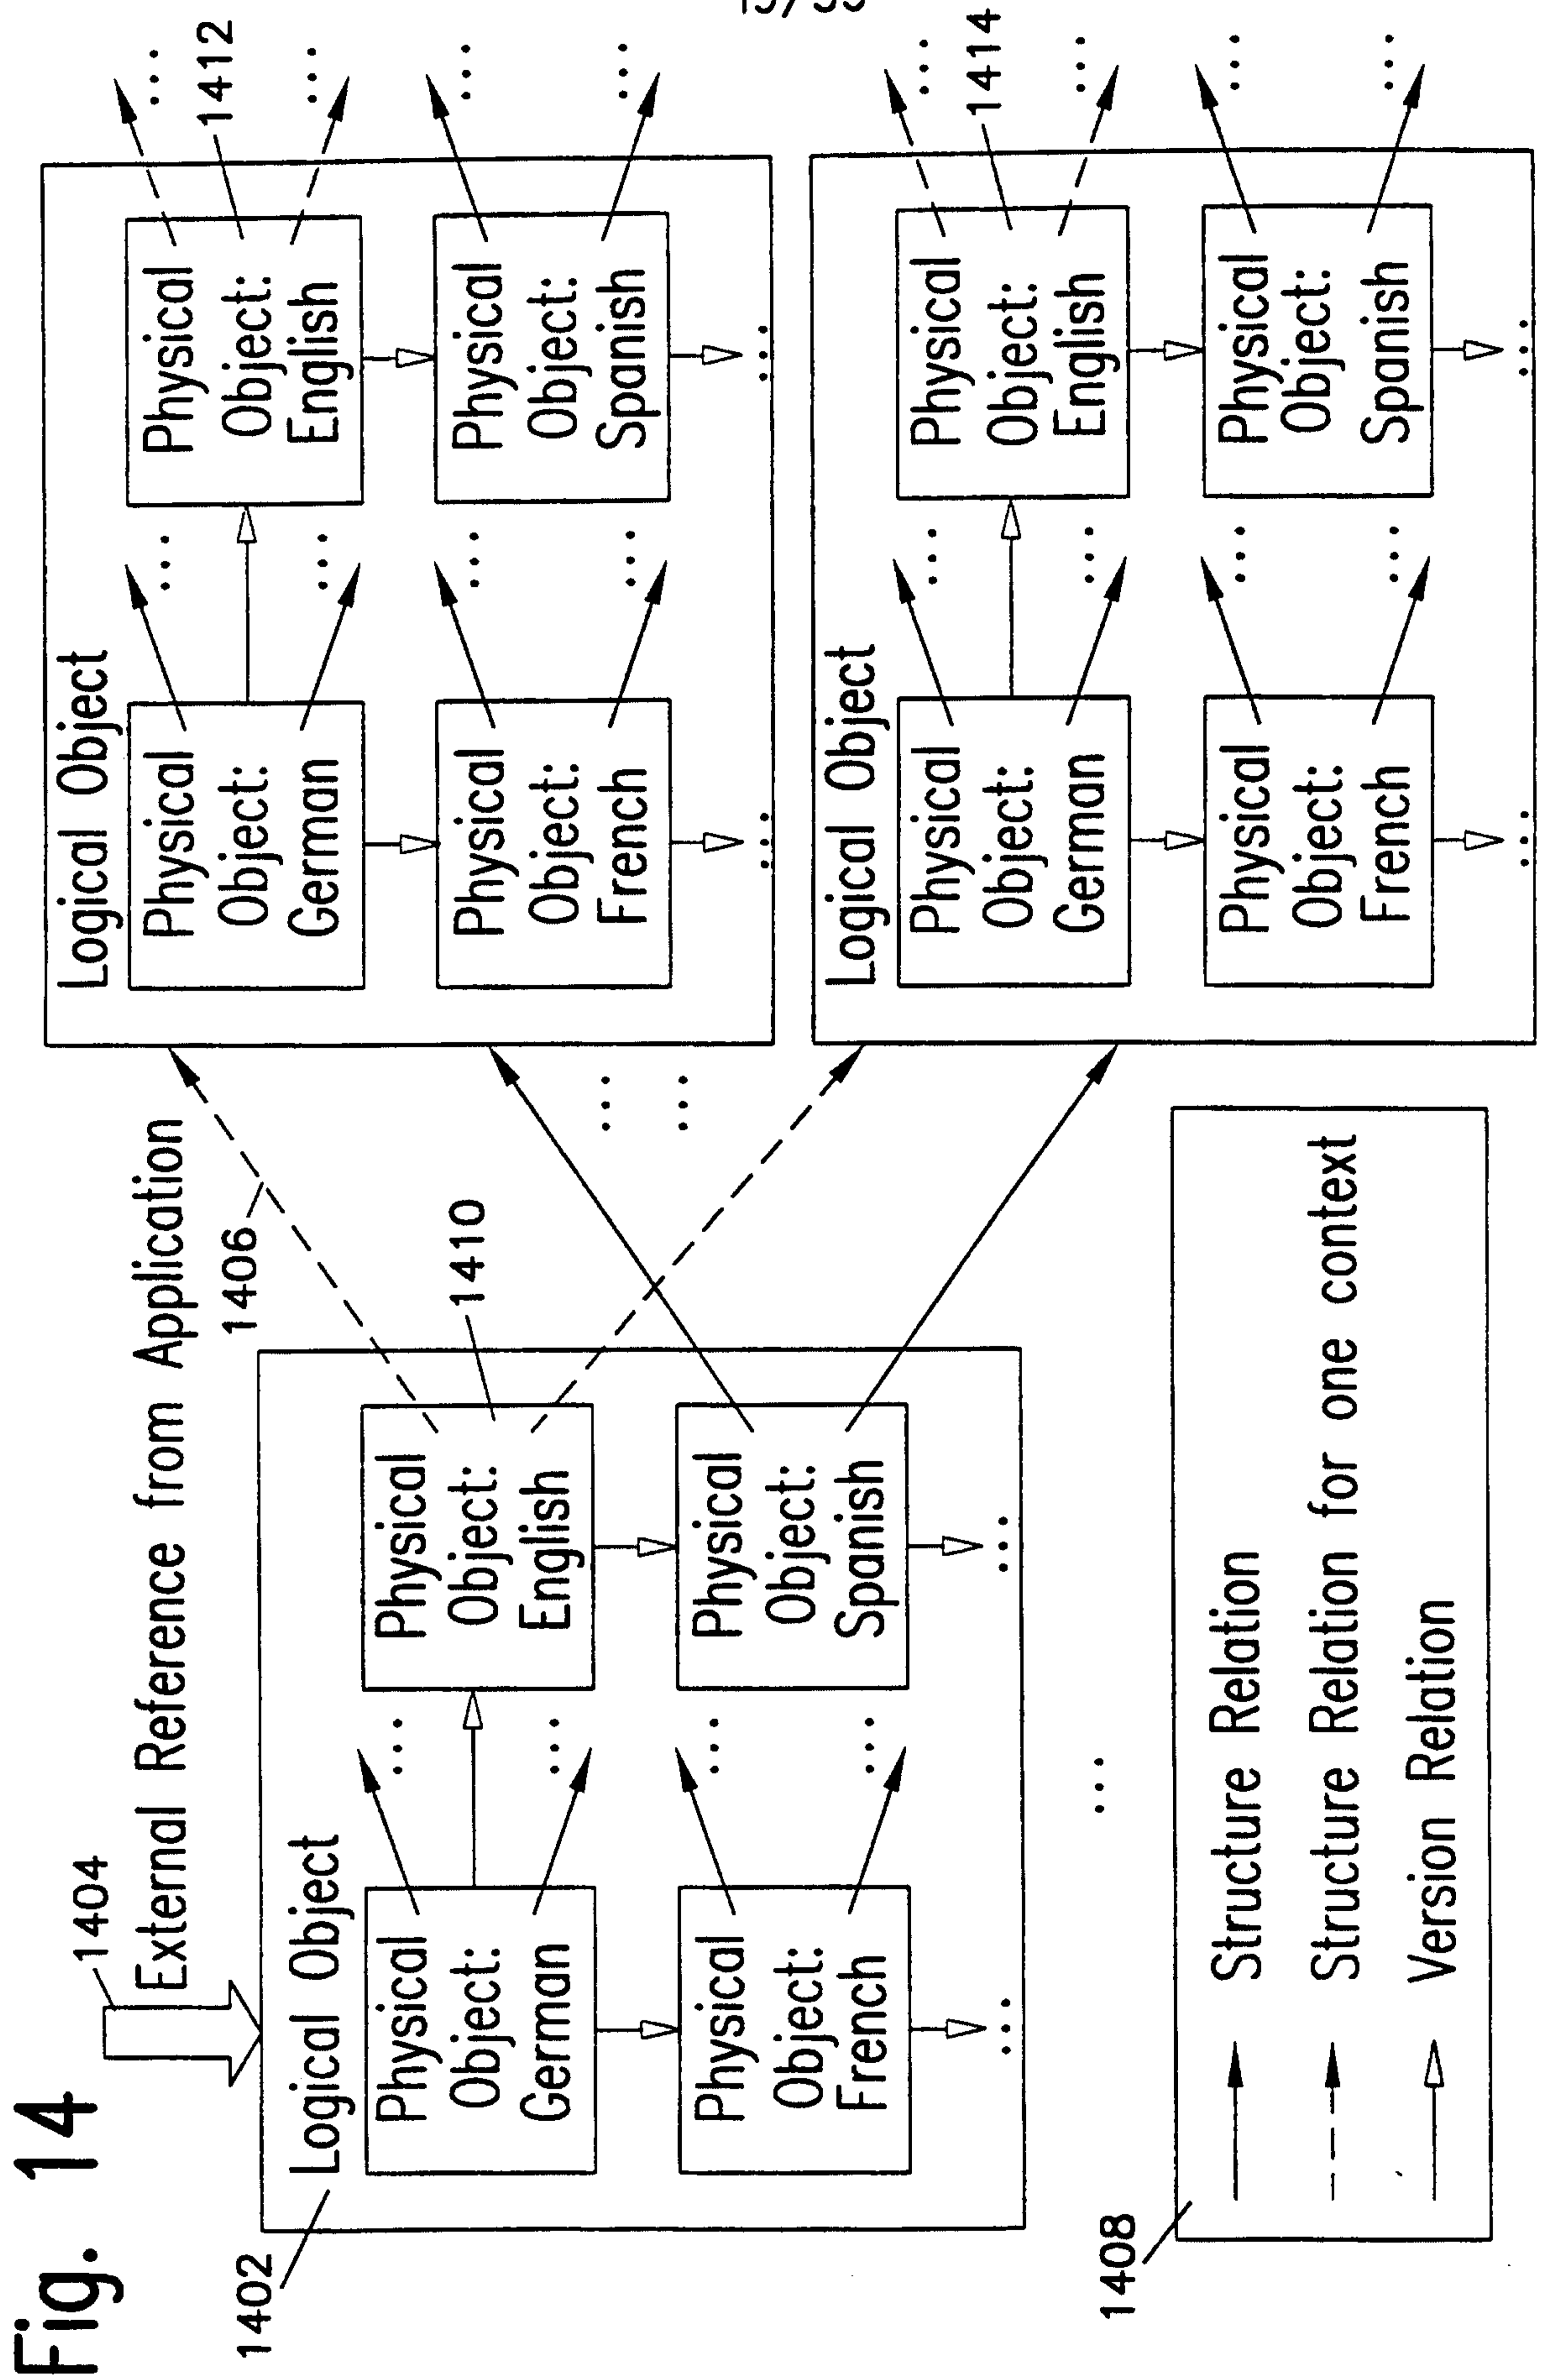 Fig. 14
1404
External Reference from Application
1402
Logical Object
Physical
Object:
German
...
...
Physical
Object:
English
1410
1406
Physical
Object:
French
...
...
Physical
Object:
Spanish
...
...
...
...
...
Logical Object
Physical
Object:
German
...
...
Physical
Object:
English
1412
...
...
Physical
Object:
French
...
...
Physical
Object:
Spanish
...
...
...
...
Logical Object
Physical
Object:
German
...
...
Physical
Object:
English
1414
...
...
Physical
Object:
French
...
...
Physical
Object:
Spanish
...
...
...
...
1408
Structure Relation
Structure Relation for one context
Version Relation